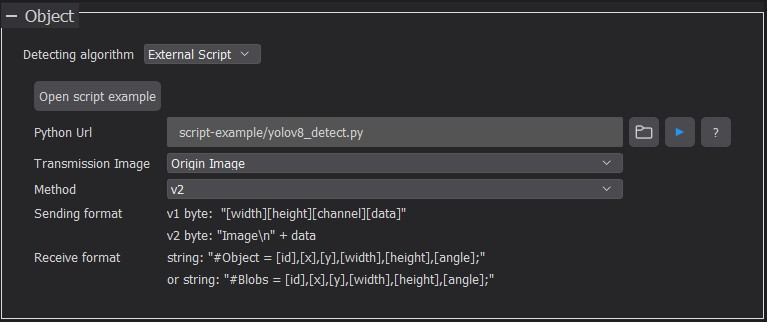 Object
Detecting algorithm External Script
Open script example
Python Url script-example/yolov8_detect.py ?
Transmission Image Origin Image
Method v2
Sending format v1 byte: "[width][height][channel][data]"
v2 byte: "Image\n" + data
Receive format string: "#Object = [id],[x],[y],[width],[height],[angle];"
or string: "#Blobs = [id],[x],[y],[width],[height],[angle];"